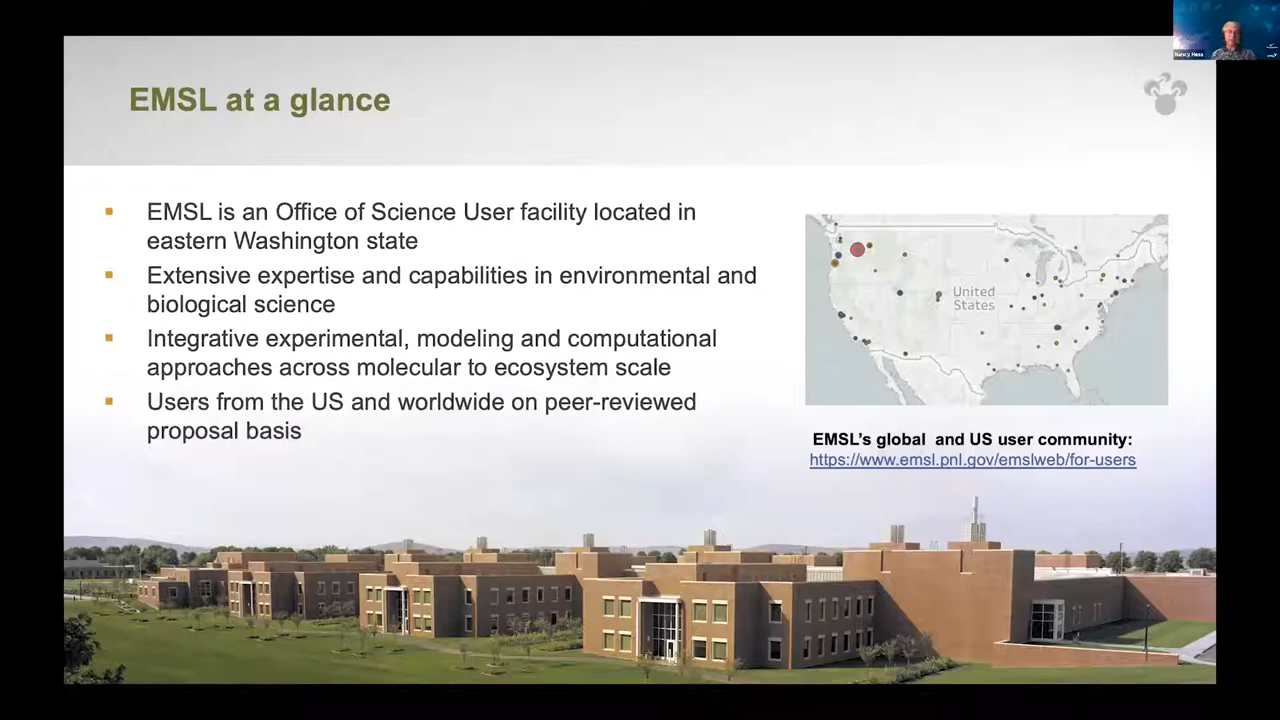 Nancy Hess
EMSL at a glance
EMSL is an Office of Science User facility located in
eastern Washington state
Extensive expertise and capabilities in environmental and
biological science
Integrative experimental, modeling and computational
approaches across molecular to ecosystem scale
Users from the US and worldwide on peer-reviewed
proposal basis
United
States
EMSL’s global  and US user community:
https://www.emsl.pnl.gov/emslweb/for-users